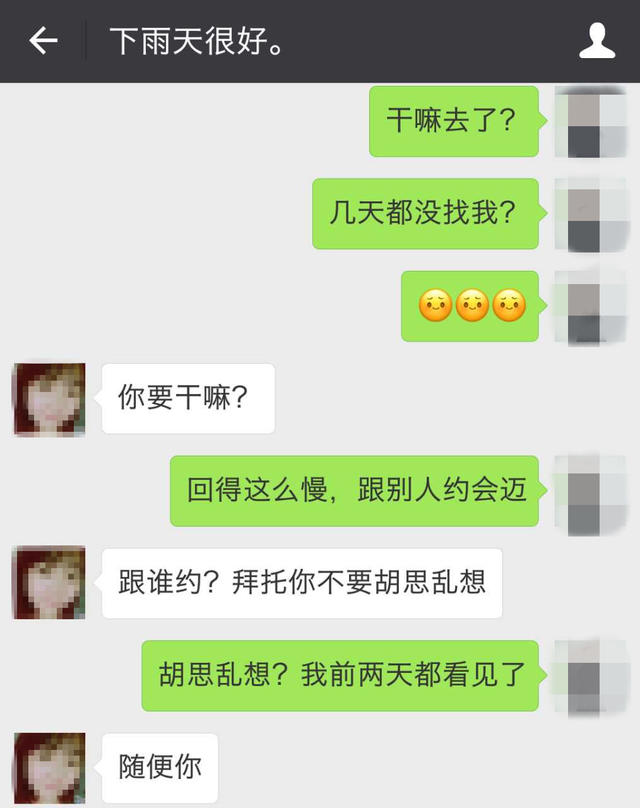 下雨天很好。
干嘛去了？
几天都没找我？
你要干嘛？
回得这么慢，跟别人约会迈
跟谁约？拜托你不要胡思乱想
胡思乱想？我前两天都看见了
随便你